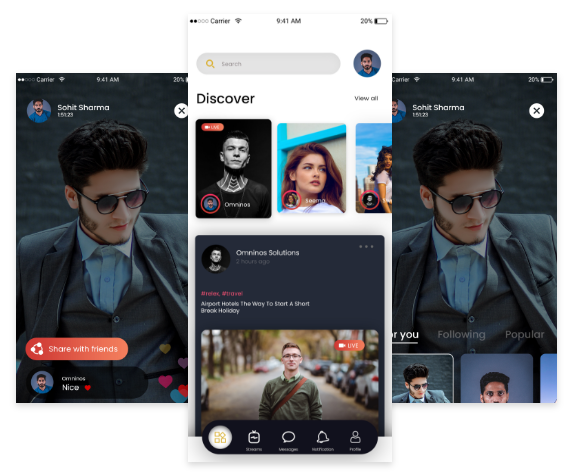 Carrier
9:41 AM
20%
Sohit Sharma
1:51:23
Share with friends
Omninos
Nice
Carrier
9:41 AM
20%
Search
Discover
View all
LIVE
Omninos
Seema
Omninos Solutions
2 hours ago
#hotes, #travor
Airport Hotels The Way To Start A Short
Break Holiday
LIVE
Streams
Messages
Notification
Profile
Carrier
9:41 AM
20%
Sohit Sharma
1:51:23
or you
Following
Popular